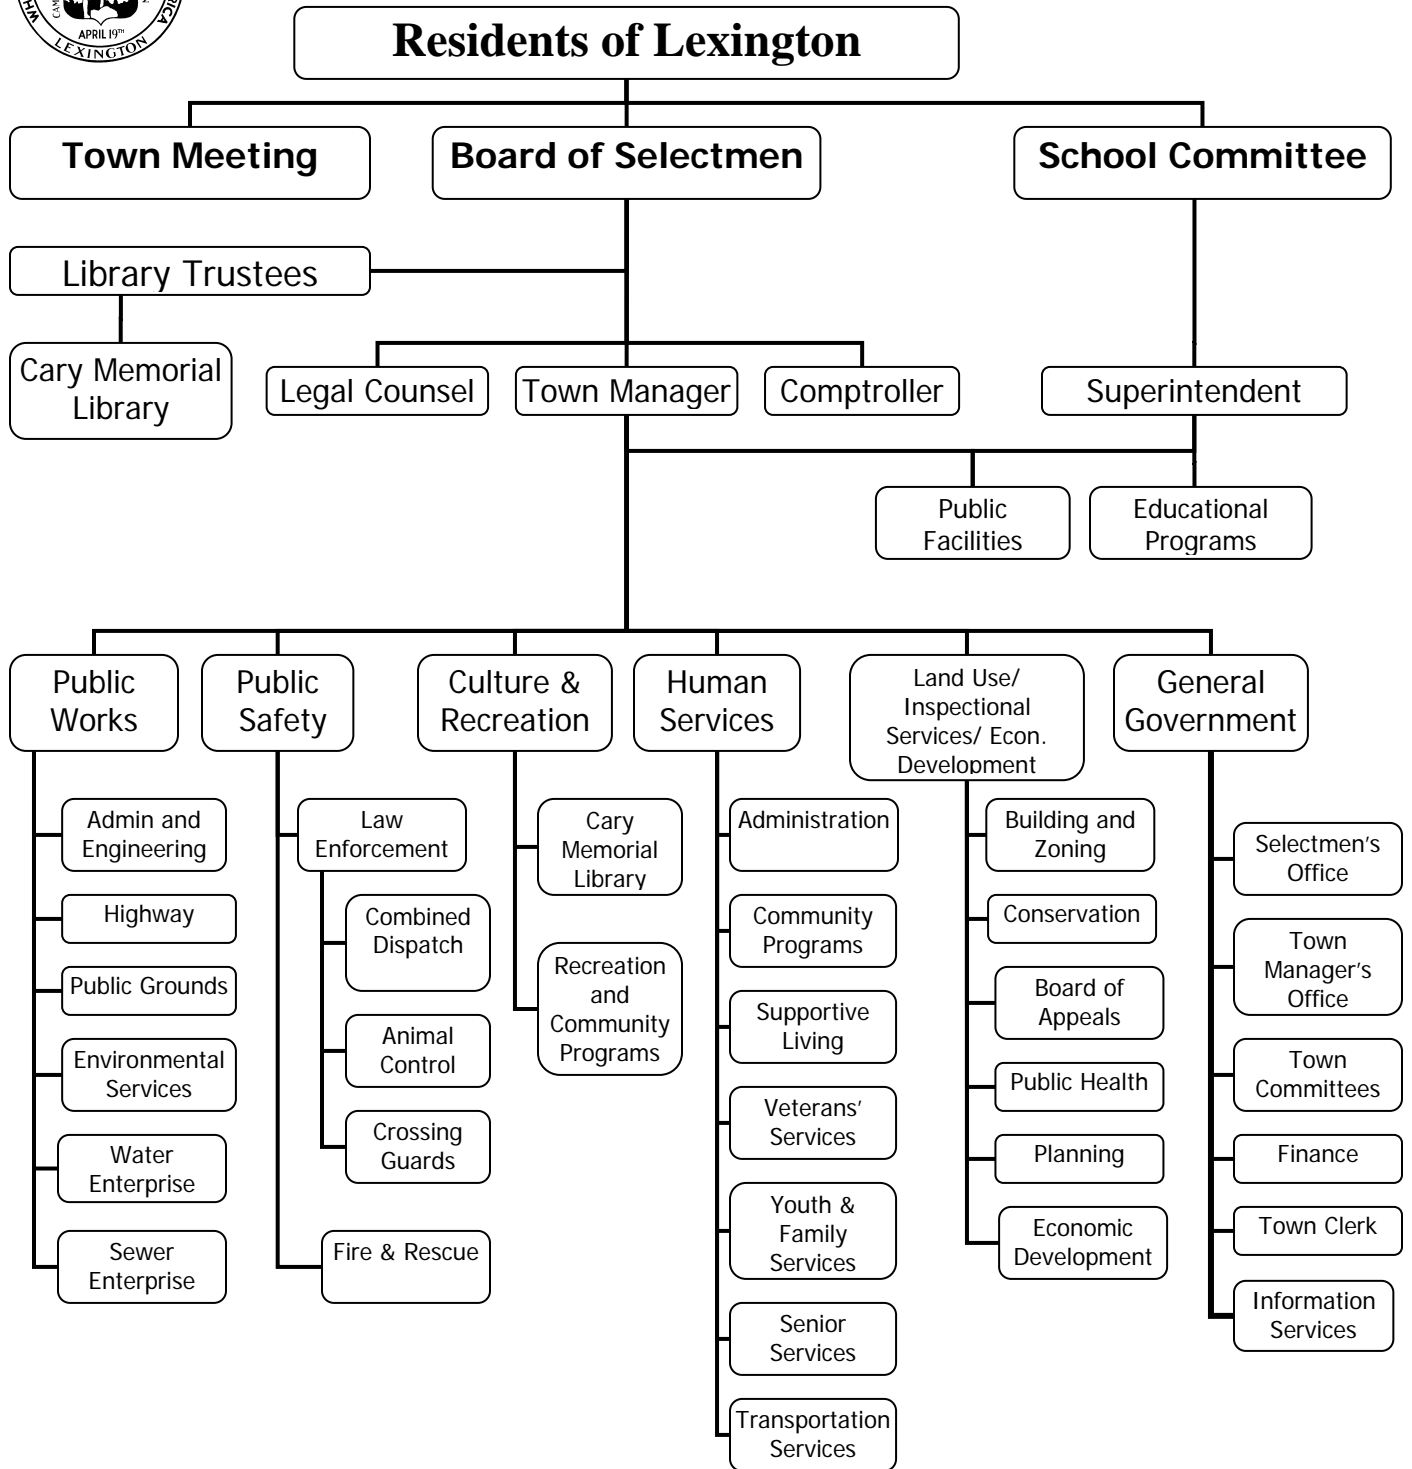 WH
CAM
APRIL 19TH
LEXINGTON
RICA
Residents of Lexington
Town Meeting
Board of Selectmen
School Committee
Library Trustees
Cary Memorial
Library
Legal Counsel
Town Manager
Comptroller
Superintendent
Public
Facilities
Educational
Programs
Public
Works
Public
Safety
Culture &
Recreation
Human
Services
Land Use/
Inspectional
Services/ Econ.
Development
General
Government
Admin and
Engineering
Highway
Public Grounds
Environmental
Services
Water
Enterprise
Sewer
Enterprise
Law
Enforcement
Combined
Dispatch
Animal
Control
Crossing
Guards
Fire & Rescue
Cary
Memorial
Library
Recreation
and
Community
Programs
Administration
Community
Programs
Supportive
Living
Veterans'
Services
Youth &
Family
Services
Senior
Services
Transportation
Services
Building and
Zoning
Conservation
Board of
Appeals
Public Health
Planning
Economic
Development
Selectmen's
Office
Town
Manager's
Office
Town
Committees
Finance
Town Clerk
Information
Services